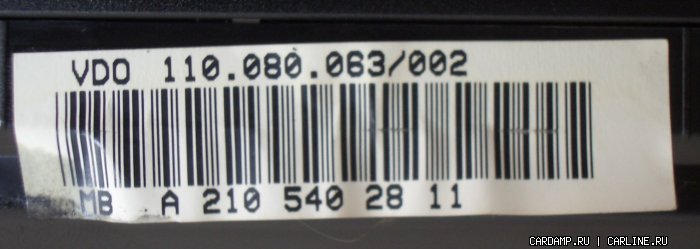 VDO 110.080.063/002
MB A 210 540 28 11
CARDAMP.RU | CARLINE.RU